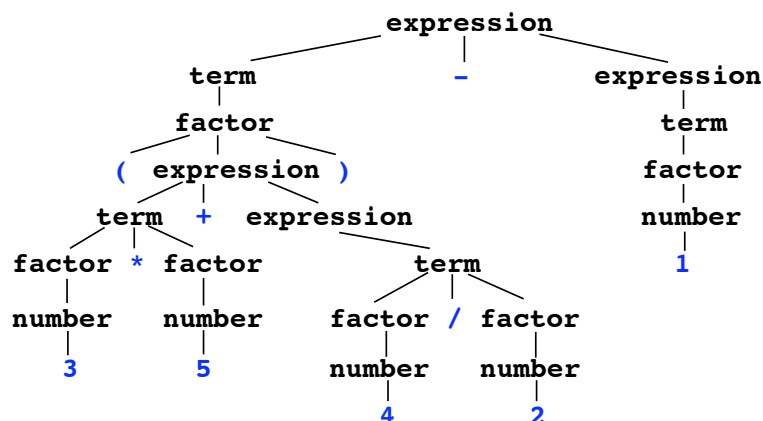 expression
term - expression
factor term
( expression ) factor
term + expression number
factor * factor term 1
number number factor / factor
3 5 number number
4 2